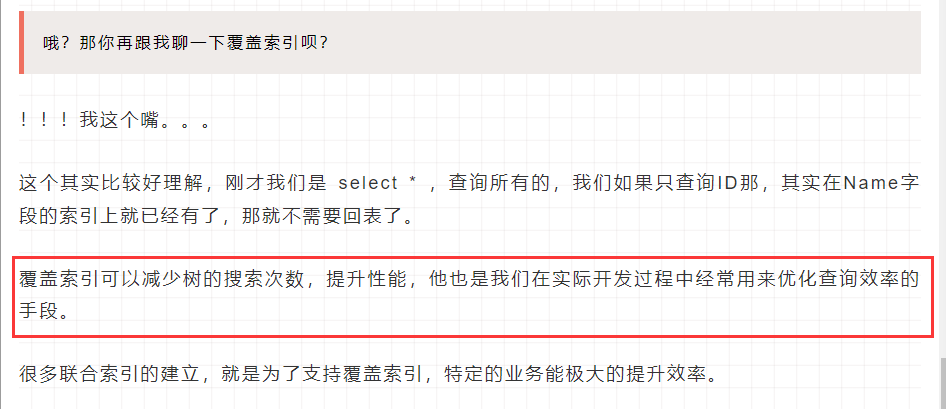 哦？那你再跟我聊一下覆盖索引呗？
！！！我这个嘴。。。
这个其实比较好理解，刚才我们是 select * ，查询所有的，我们如果只查询ID那，其实在Name字
段的索引上就已经有了，那就不需要回表了。
覆盖索引可以减少树的搜索次数，提升性能，他也是我们在实际开发过程中经常用来优化查询效率的
手段。
很多联合索引的建立，就是为了支持覆盖索引，特定的业务能极大的提升效率。